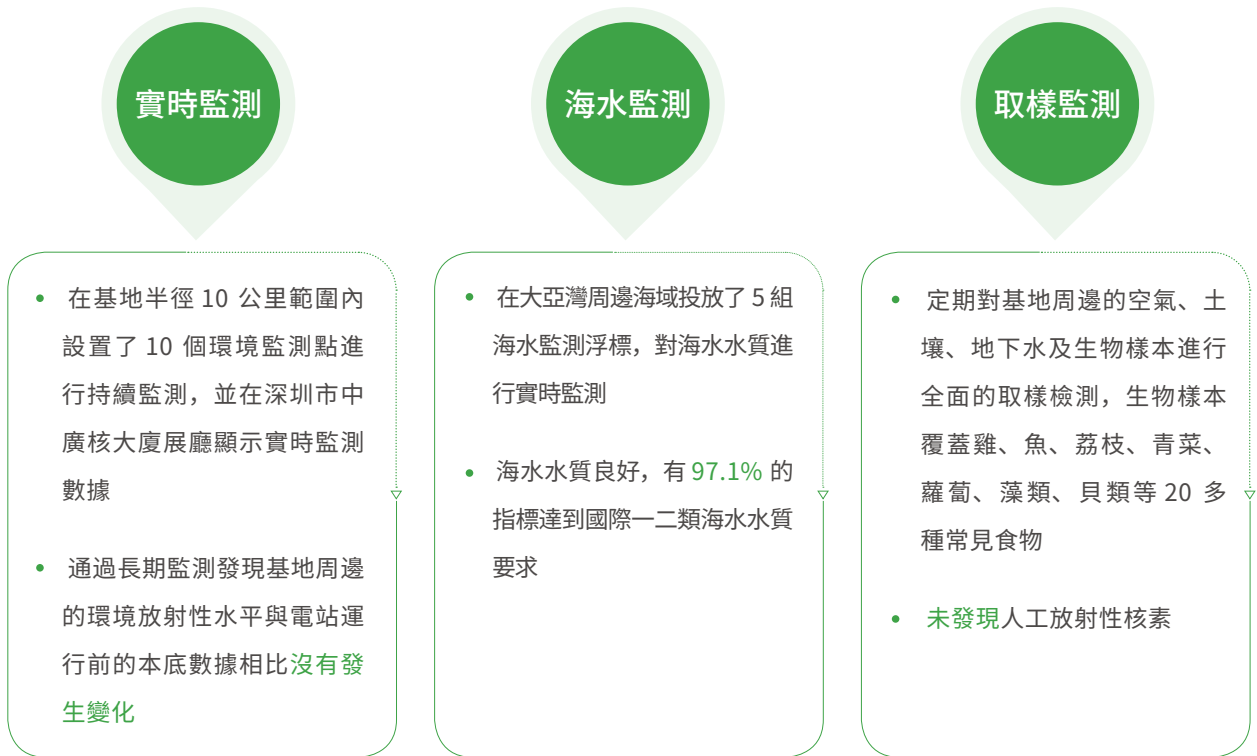 實時監測
在基地半徑 10 公里範圍內
設置了 10 個環境監測點進
行持續監測，並在深圳市中
廣核大廈展廳顯示實時監測
數據
通過長期監測發現基地周邊
的環境放射性水平與電站運
行前的本底數據相比沒有發
生變化
海水監測
在大亞灣周邊海域投放了 5 組
海水監測浮標，對海水水質進
行實時監測
海水水質良好，有 97.1% 的
指標達到國際一二類海水水質
要求
取樣監測
定期對基地周邊的空氣、土
壤、地下水及生物樣本進行
全面的取樣檢測，生物樣本
覆蓋雞、魚、荔枝、青菜、
蘿蔔、藻類、貝類等 20 多
種常見食物
未發現人工放射性核素